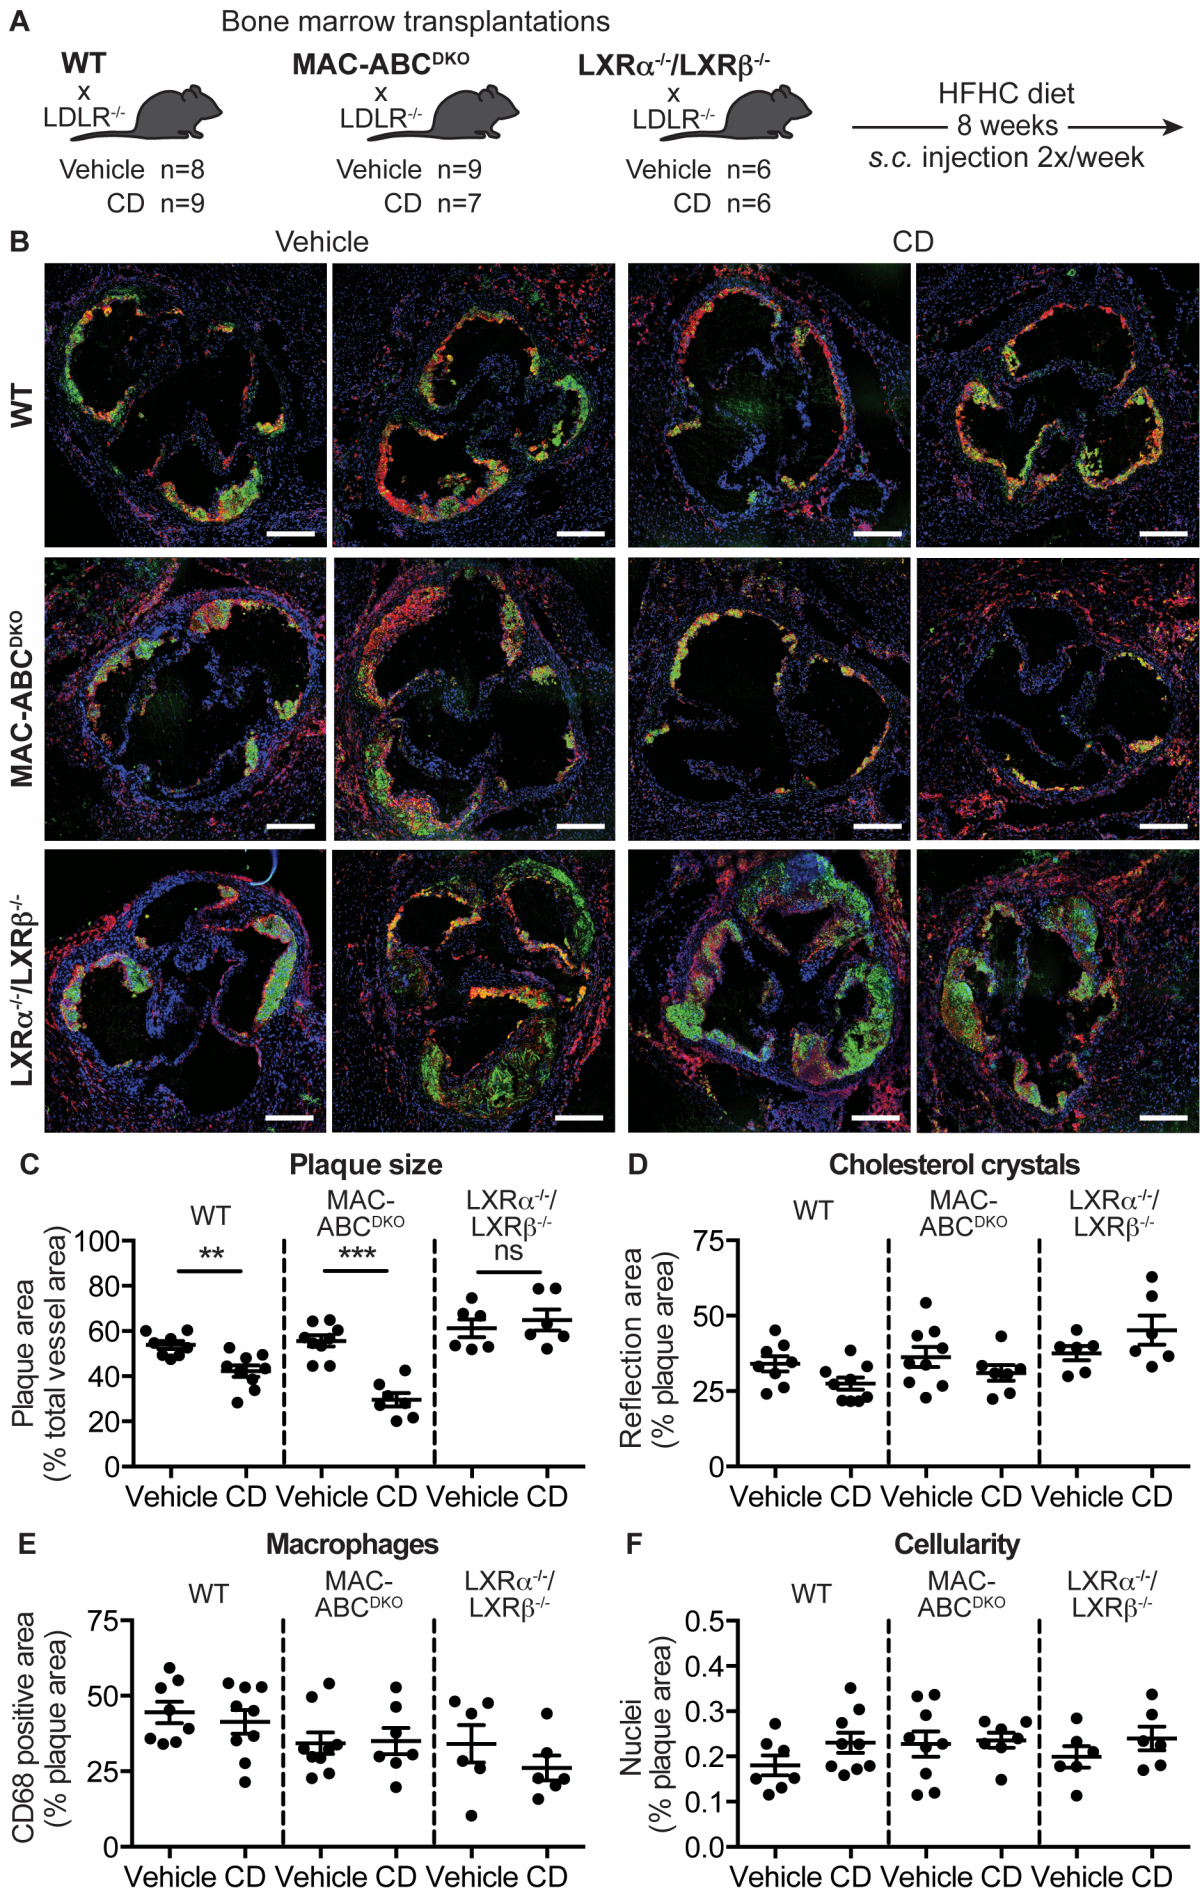 A
Bone marrow transplantations
WT
x
LDLR-/-
Vehicle n=8
CD n=9
MAC-ABCDKO
x
LDLR-/-
Vehicle n=9
CD n=7
LXRα-/-/LXRβ-/-
x
LDLR-/-
Vehicle n=6
CD n=6
HFHC diet
8 weeks
s.c. injection 2x/week
B
Vehicle
CD
WT
MAC-ABCDKO
LXRα-/-/LXRβ-/-
C
Plaque size
WT
MAC-
ABCDKO
LXRα-/-/
LXRβ-/-
**
***
ns
Plaque area
(% total vessel area)
100
80
60
40
20
0
Vehicle CD Vehicle CD Vehicle CD
D
Cholesterol crystals
WT
MAC-
ABCDKO
LXRα-/-/
LXRβ-/-
Reflection area
(% plaque area)
75
50
25
0
Vehicle CD Vehicle CD Vehicle CD
E
Macrophages
WT
MAC-
ABCDKO
LXRα-/-/
LXRβ-/-
CD68 positive area
(% plaque area)
75
50
25
0
Vehicle CD Vehicle CD Vehicle CD
F
Cellularity
WT
MAC-
ABCDKO
LXRα-/-/
LXRβ-/-
Nuclei
(% plaque area)
0.5
0.4
0.3
0.2
0.1
0.0
Vehicle CD Vehicle CD Vehicle CD